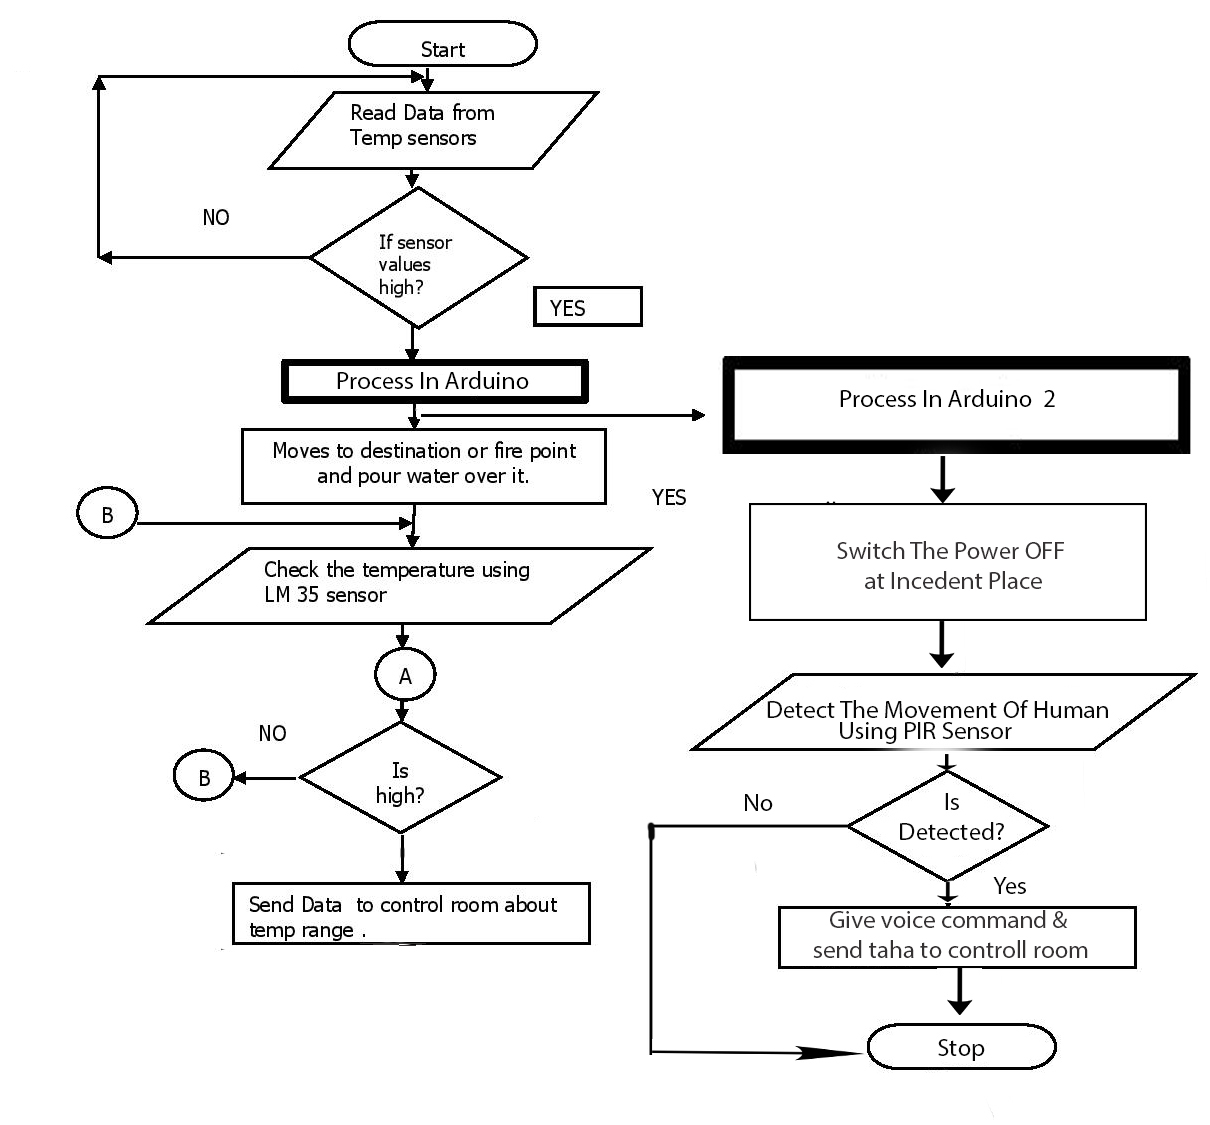 Start
Read Data from
Temp sensors
NO
If sensor
values
high?
YES
Process In Arduino
Process In Arduino 2
Moves to destination or fire point
and pour water over it.
YES
B
Switch The Power OFF
at Incedent Place
Check the temperature using
LM 35 sensor
A
Detect The Movement Of Human
Using PIR Sensor
NO
B
Is
high?
No
Is
Detected?
Yes
Send Data to control room about
temp range .
Give voice command &
send taha to controll room
Stop